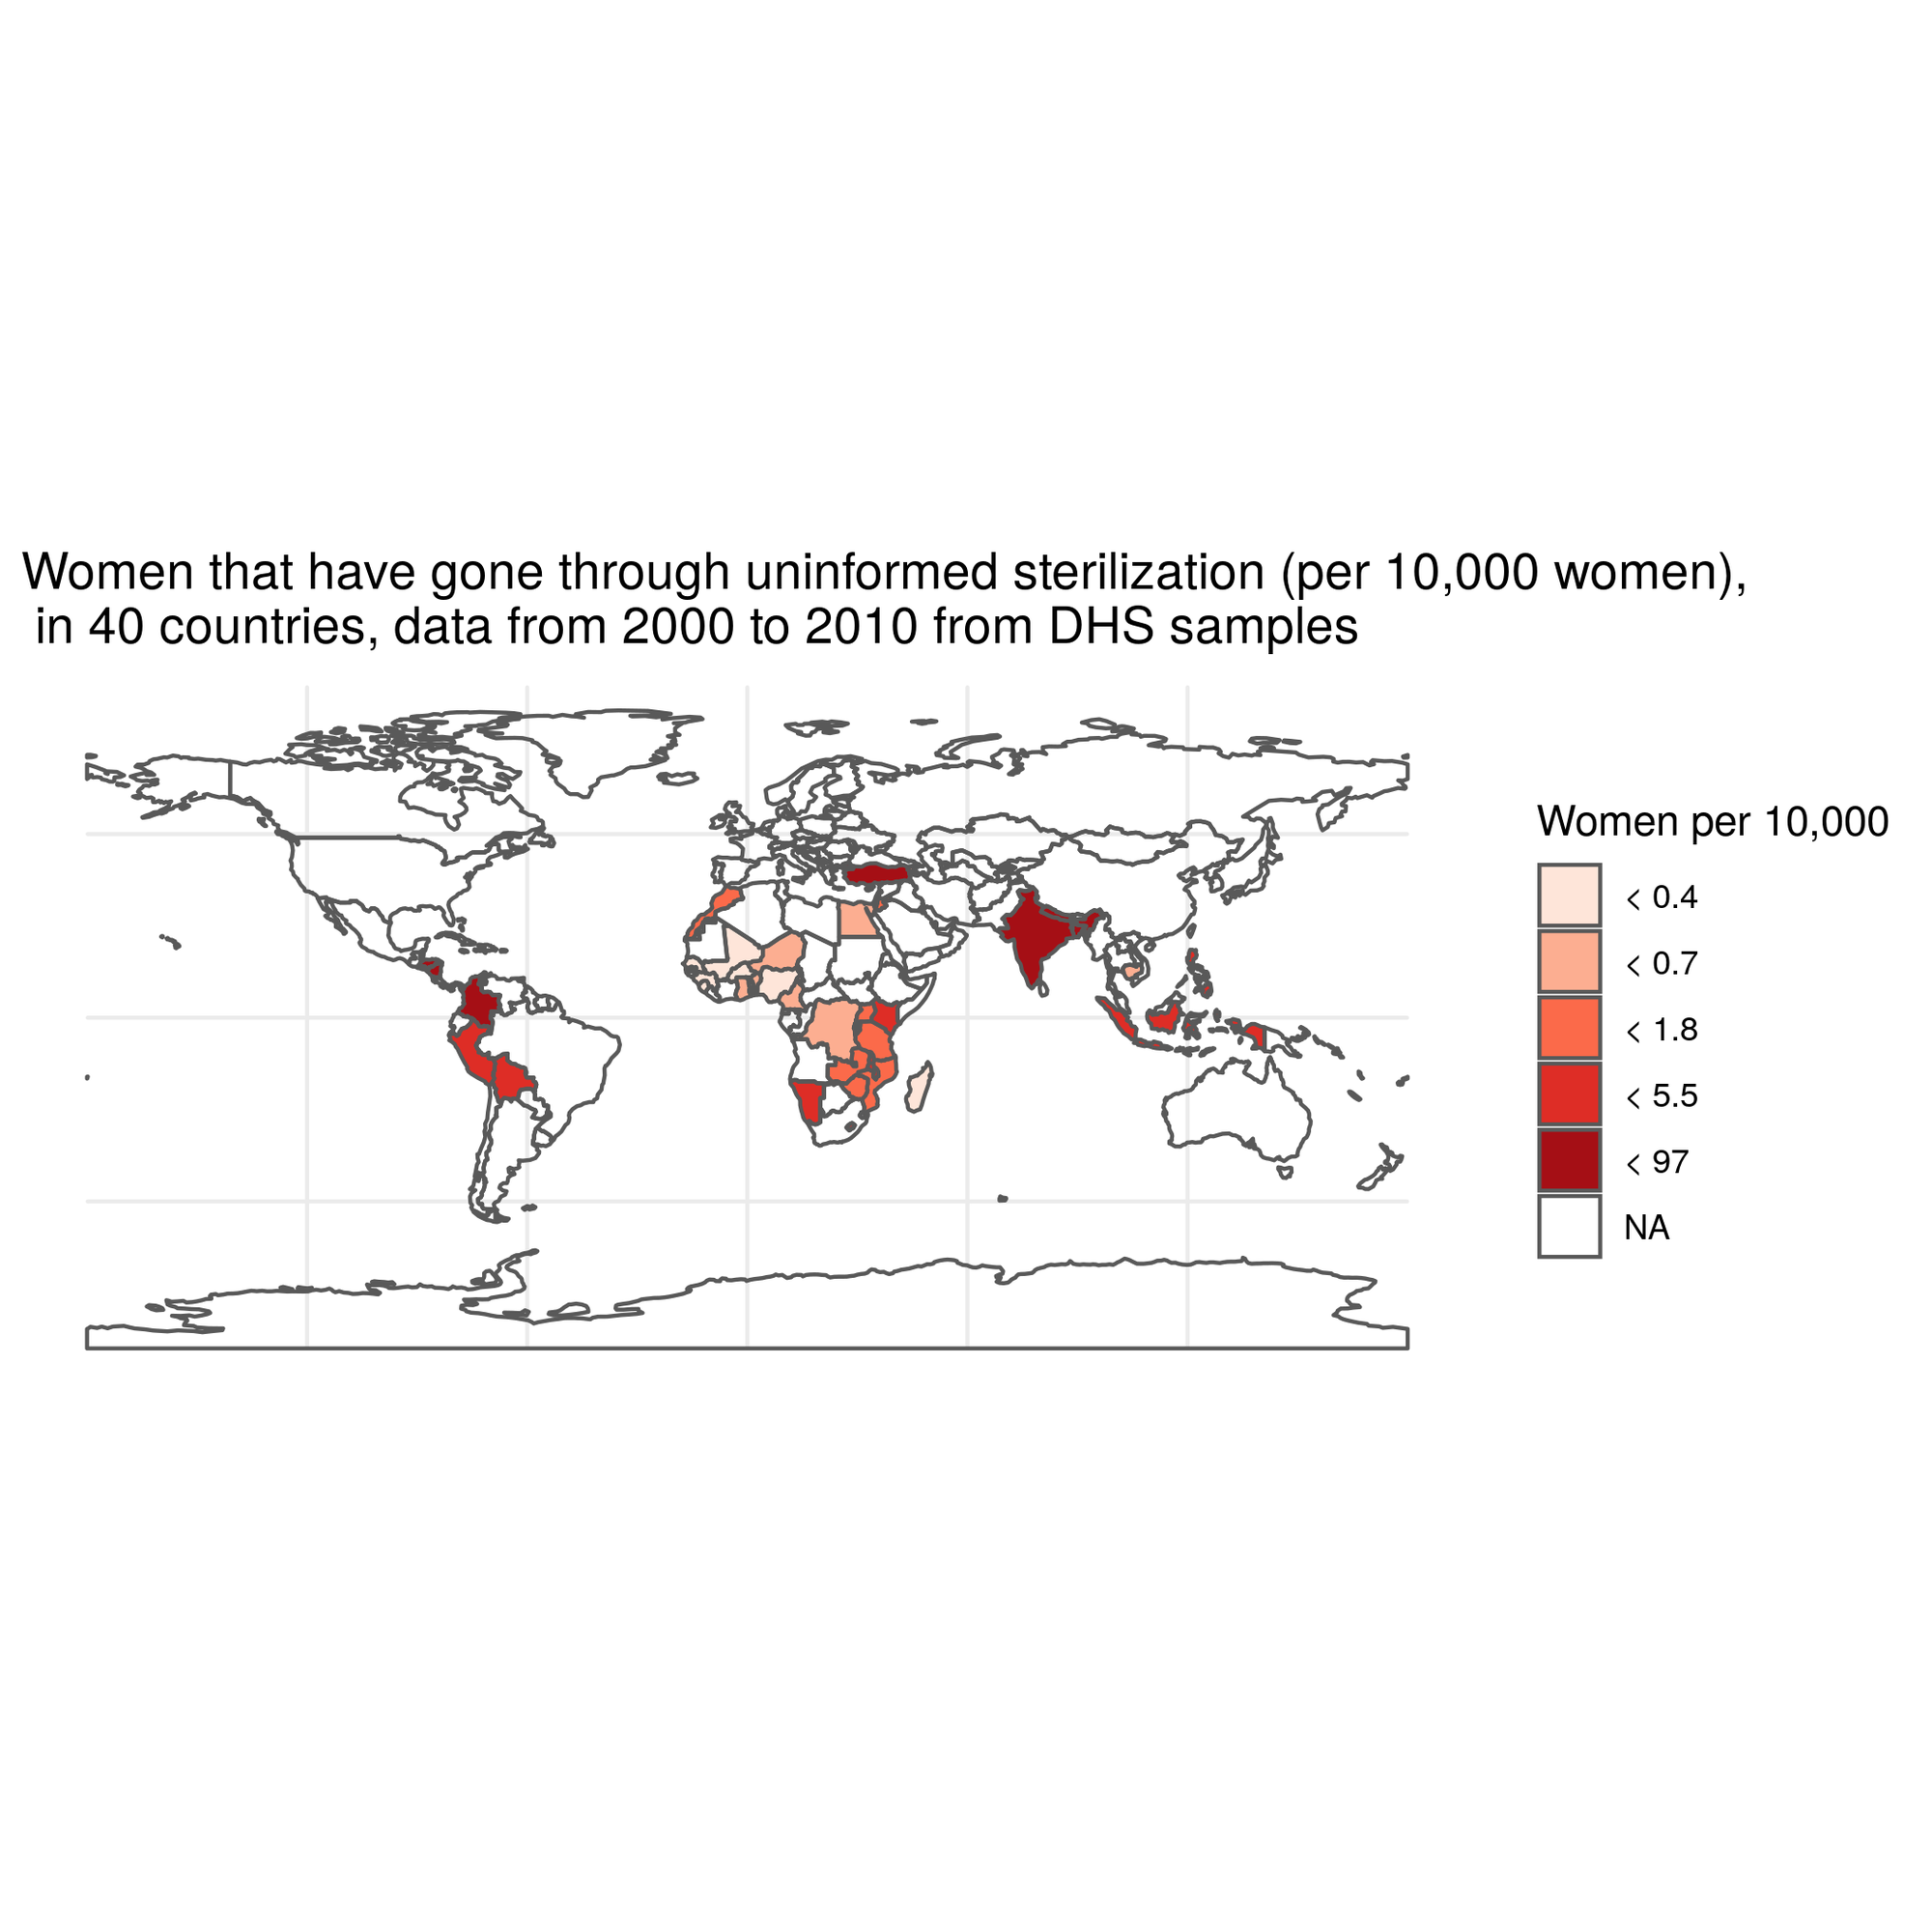 Women that have gone through uninformed sterilization (per 10,000 women),
in 40 countries, data from 2000 to 2010 from DHS samples
Women per 10,000
< 0.4
< 0.7
< 1.8
< 5.5
< 97
NA